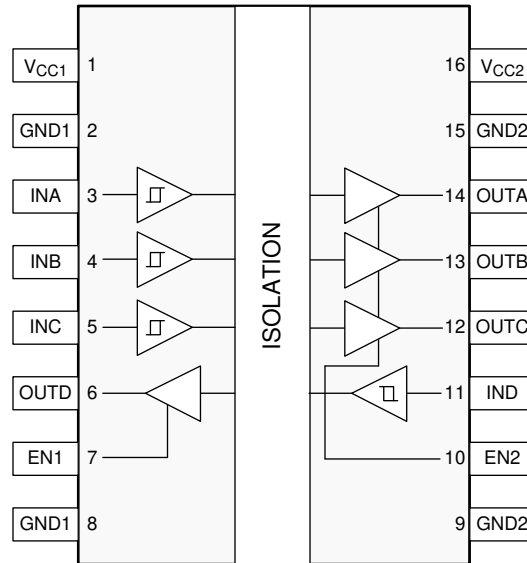 VCC1 1 16 VCC2
GND1 2 15 GND2
INA 3 14 OUTA
INB 4 13 OUTB
INC 5 12 OUTC
OUTD 6 11 IND
EN1 7 10 EN2
GND1 8 9 GND2
ISOLATION